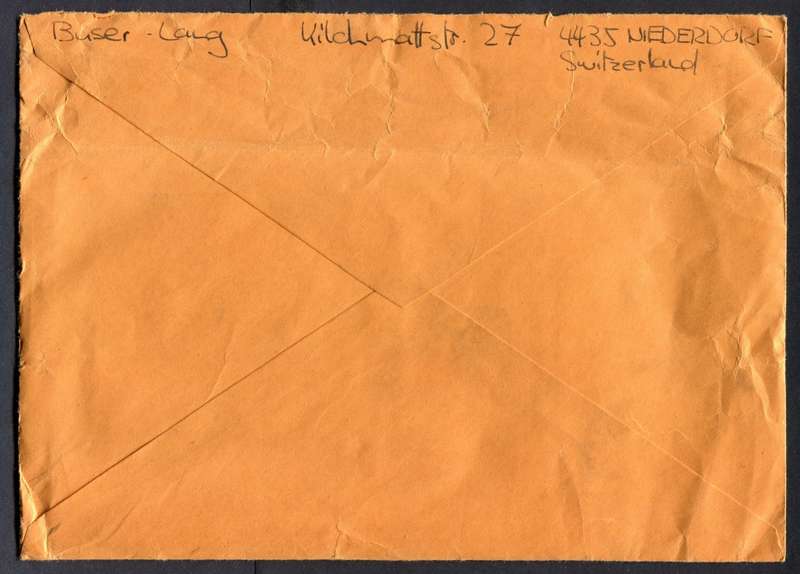 Buser - Lang Kilchmattstr. 27 4435 NIEDERDORF
Switzerland